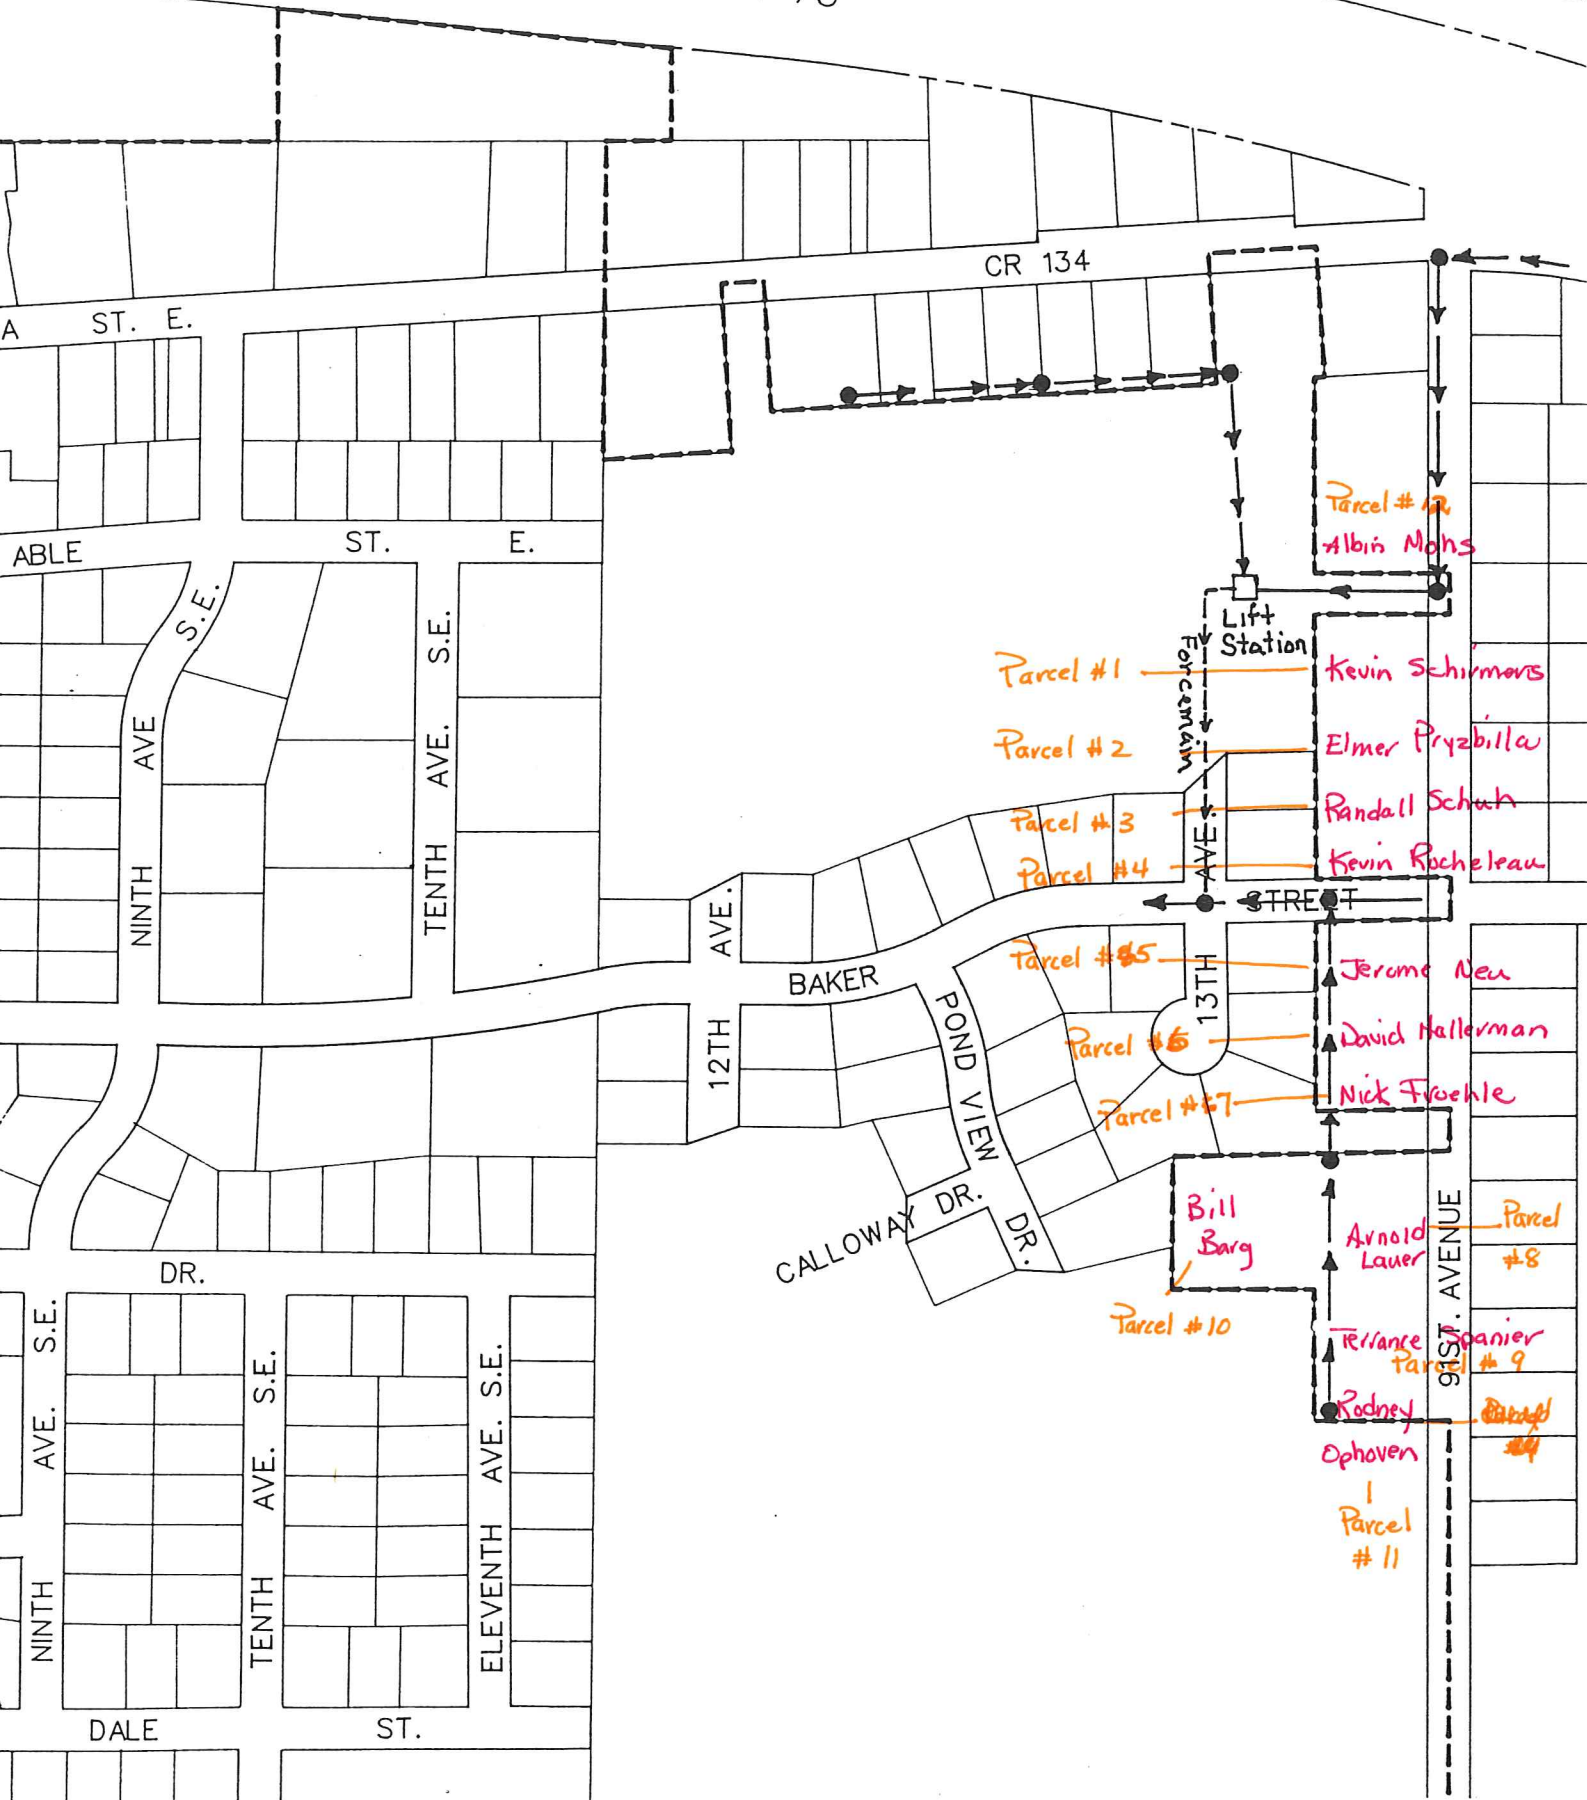 CR 134
A ST. E.
Parcel # 12
Albin Mohs
ABLE ST. E.
S.E.
Lift
Station
Forcemain
Parcel #1
Kevin Schirmers
Parcel #2
Elmer Pryzbilla
Parcel #3
Randall Schuh
Parcel #4
Kevin Rocheleau
NINTH AVE
TENTH AVE. S.E.
AVE.
STREET
12TH AVE.
BAKER
13TH
Parcel #5
Jerome Neu
Parcel #6
David Hallerman
Parcel #7
Nick Froehle
POND VIEW DR.
CALLOWAY DR.
Bill
Barg
Parcel #10
Arnold
Lauer
Parcel
#8
91ST. AVENUE
Terrance Spanier
Parcel # 9
Rodney
Ophoven
Parcel
# 11
DR.
NINTH AVE. S.E.
TENTH AVE. S.E.
ELEVENTH AVE. S.E.
DALE ST.